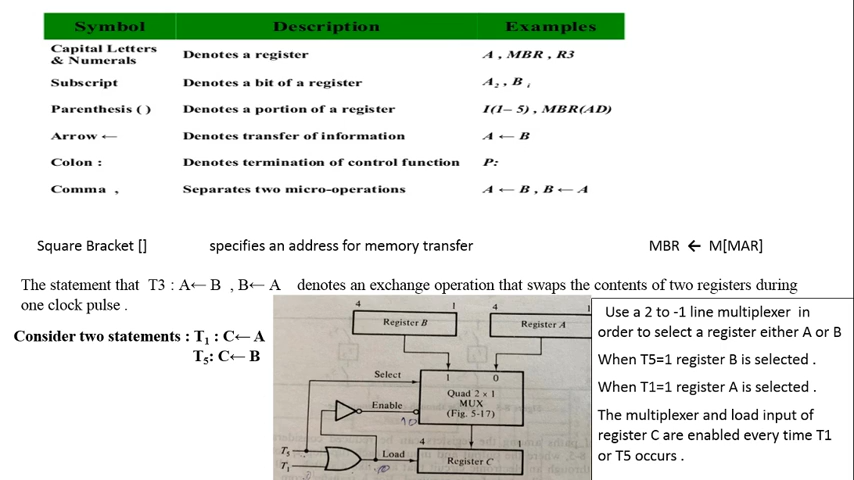 Symbol Description Examples
Capital Letters & Numerals Denotes a register A , MBR , R3
Subscript Denotes a bit of a register A₂ , B ᵢ
Parenthesis ( ) Denotes a portion of a register I(1– 5) , MBR(AD)
Arrow ← Denotes transfer of information A ← B
Colon : Denotes termination of control function P:
Comma , Separates two micro-operations A ← B , B ← A
Square Bracket [] specifies an address for memory transfer MBR ← M[MAR]
The statement that T3 : A← B , B← A denotes an exchange operation that swaps the contents of two registers during
one clock pulse .
Consider two statements : T₁ : C← A
T₅: C← B
4 1 4
Register B Register A
Select
1 0
Quad 2 × 1
MUX
(Fig. 5-17)
Enable
10
4 1
T₅
T₁
Load
10
Register C
Use a 2 to -1 line multiplexer in
order to select a register either A or B
When T5=1 register B is selected .
When T1=1 register A is selected .
The multiplexer and load input of
register C are enabled every time T1
or T5 occurs .